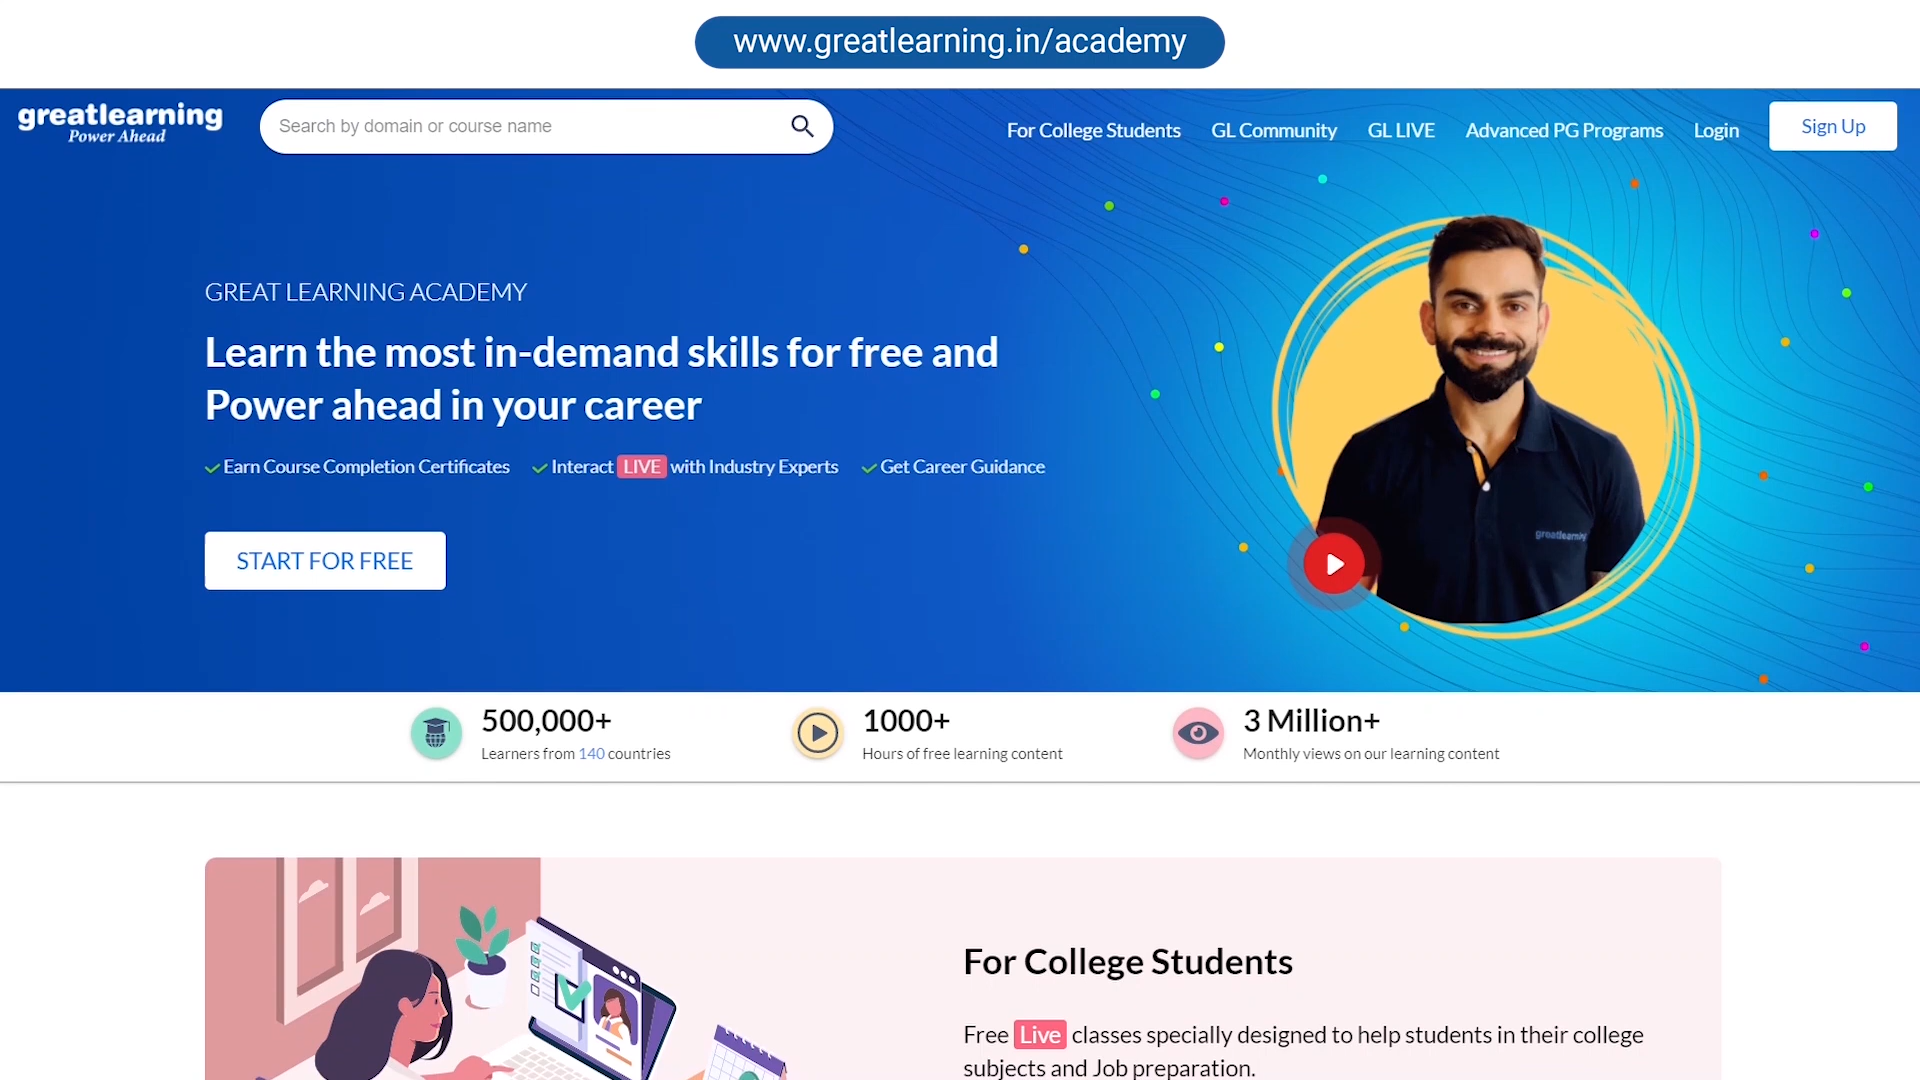 www.greatlearning.in/academy
greatlearning
Power Ahead
Search by domain or course name
For College Students
GL Community
GL LIVE
Advanced PG Programs
Login
Sign Up
GREAT LEARNING ACADEMY
Learn the most in-demand skills for free and
Power ahead in your career
Earn Course Completion Certificates
Interact LIVE with Industry Experts
Get Career Guidance
START FOR FREE
greatlearning
500,000+
Learners from 140 countries
1000+
Hours of free learning content
3 Million+
Monthly views on our learning content
For College Students
Free Live classes specially designed to help students in their college
subjects and Job preparation.